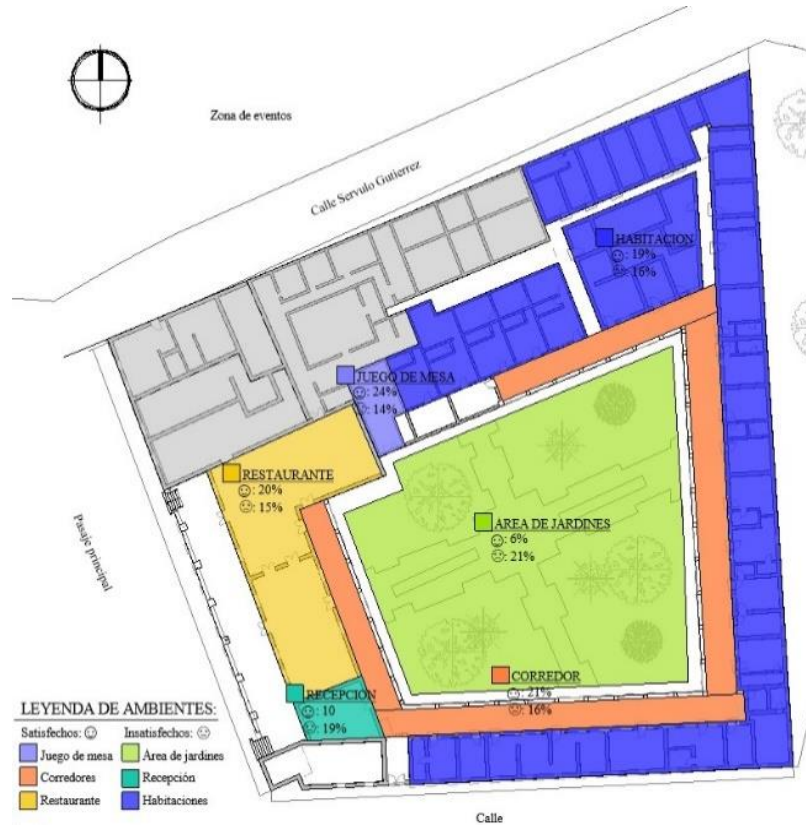 Zona de eventos
Calle Servulo Gutierrez
HABITACION
: 19%
: 16%
JUEGO DE MESA
: 24%
: 14%
RESTAURANTE
: 20%
: 15%
AREA DE JARDINES
: 6%
: 21%
Pasaje principal
CORREDOR
: 21%
: 16%
RECEPCION
: 10
: 19%
LEYENDA DE AMBIENTES:
Satisfechos: Insatisfechos:
Juego de mesa Area de jardines
Corredores Recepción
Restaurante Habitaciones
Calle